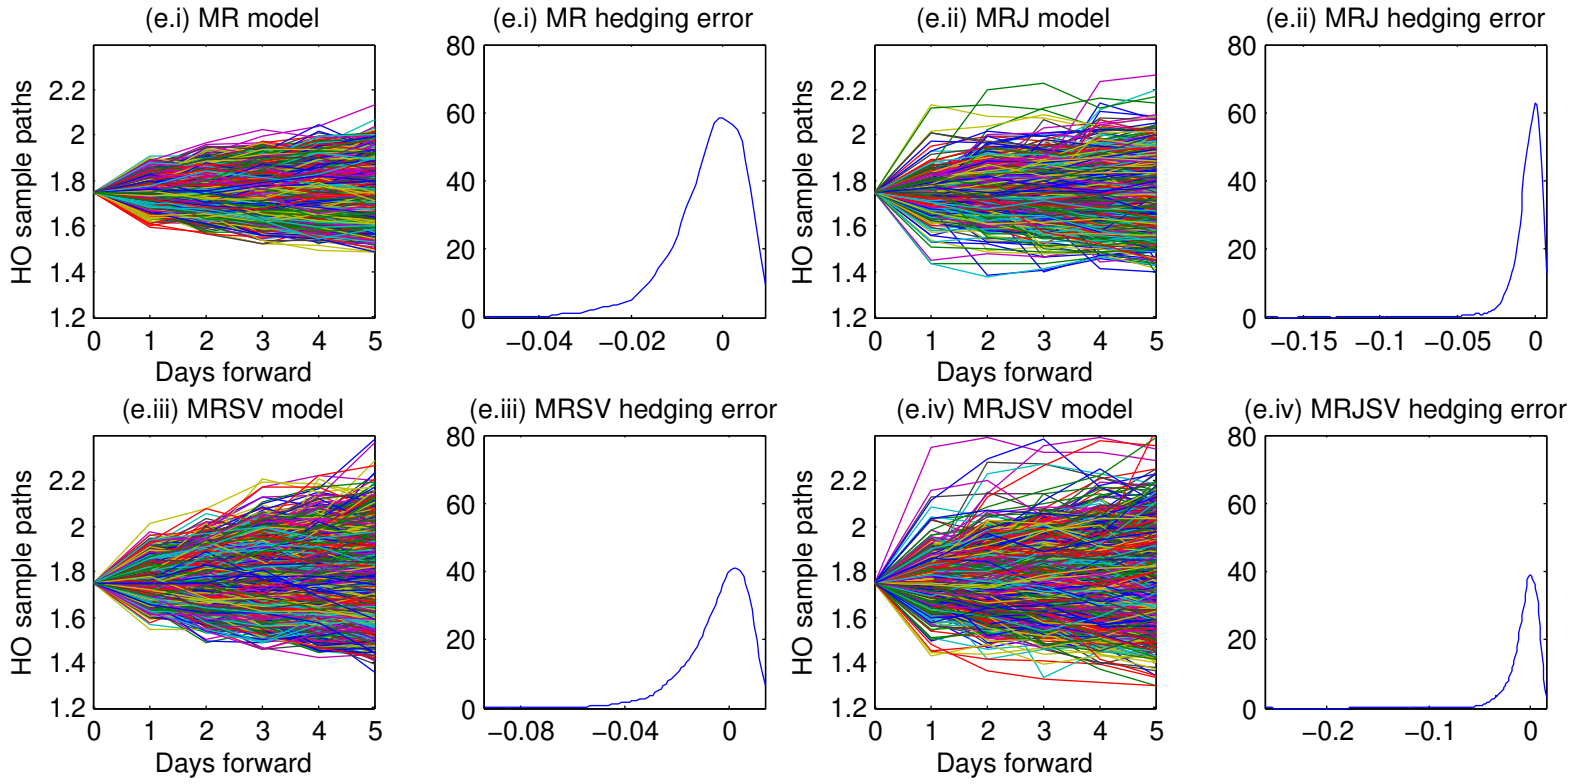 (e.i) MR model
HO sample paths
2.2
2
1.8
1.6
1.4
1.2
0 1 2 3 4 5
Days forward
(e.i) MR hedging error
80
60
40
20
0
−0.04 −0.02 0
(e.ii) MRJ model
HO sample paths
2.2
2
1.8
1.6
1.4
1.2
0 1 2 3 4 5
Days forward
(e.ii) MRJ hedging error
80
60
40
20
0
−0.15 −0.1 −0.05 0
(e.iii) MRSV model
HO sample paths
2.2
2
1.8
1.6
1.4
1.2
0 1 2 3 4 5
Days forward
(e.iii) MRSV hedging error
80
60
40
20
0
−0.08 −0.04 0
(e.iv) MRJSV model
HO sample paths
2.2
2
1.8
1.6
1.4
1.2
0 1 2 3 4 5
Days forward
(e.iv) MRJSV hedging error
80
60
40
20
0
−0.2 −0.1 0